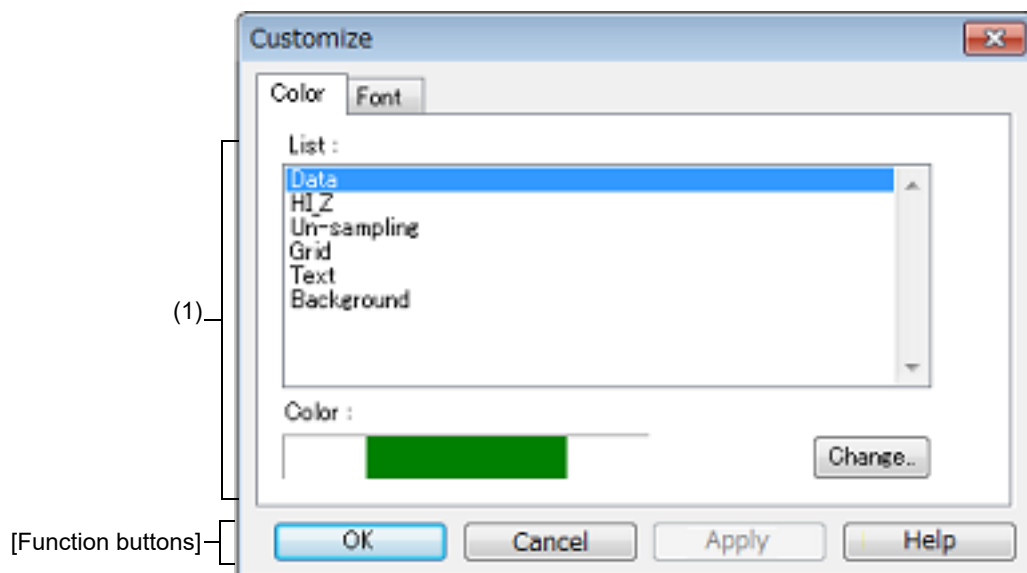 Customize
Color Font
List :
Data
HI_Z
Un-sampling
Grid
Text
Background
(1)
Color :
Change..
[Function buttons] OK Cancel Apply Help